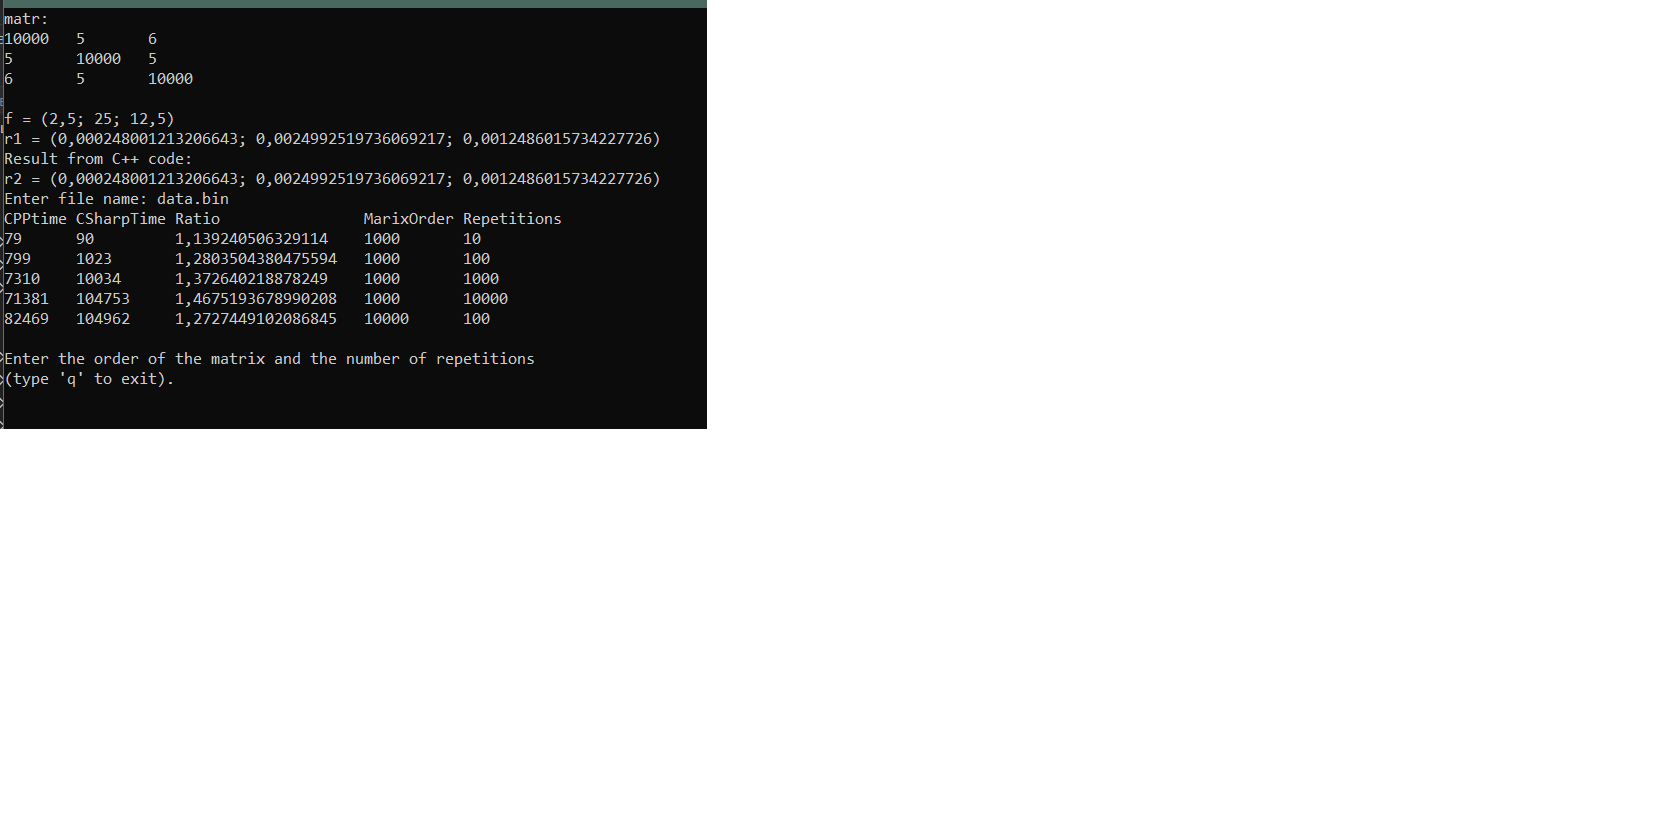 matr:
10000 5 6
5 10000 5
6 5 10000
f = (2,5; 25; 12,5)
r1 = (0,000248001213206643; 0,0024992519736069217; 0,0012486015734227726)
Result from C++ code:
r2 = (0,000248001213206643; 0,0024992519736069217; 0,0012486015734227726)
Enter file name: data.bin
CPPtime CSharpTime Ratio MarixOrder Repetitions
79 90 1,139240506329114 1000 10
799 1023 1,2803504380475594 1000 100
7310 10034 1,372640218878249 1000 1000
71381 104753 1,4675193678990208 1000 10000
82469 104962 1,2727449102086845 10000 100
Enter the order of the matrix and the number of repetitions
(type 'q' to exit).